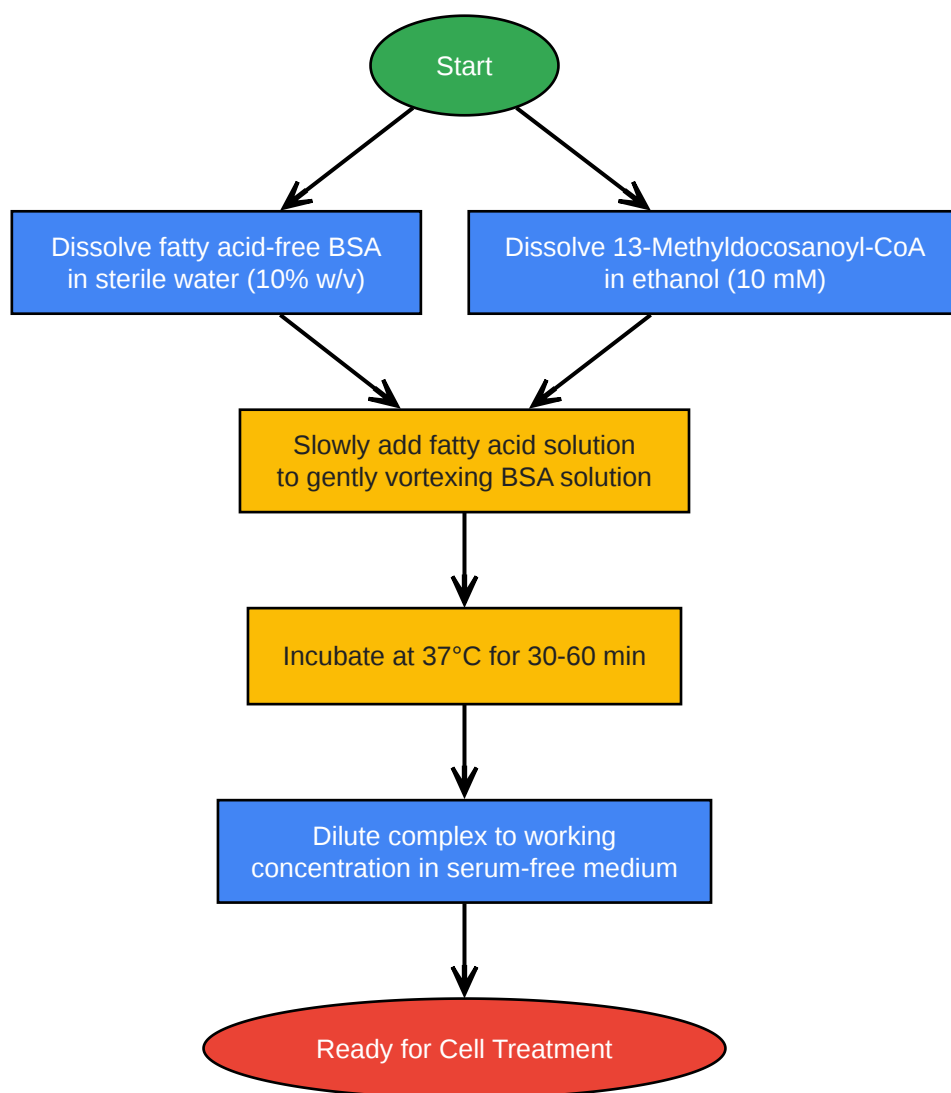 Start
Dissolve fatty acid-free BSA
in sterile water (10% w/v)
Dissolve 13-Methyldocosanoyl-CoA
in ethanol (10 mM)
Slowly add fatty acid solution
to gently vortexing BSA solution
Incubate at 37°C for 30-60 min
Dilute complex to working
concentration in serum-free medium
Ready for Cell Treatment